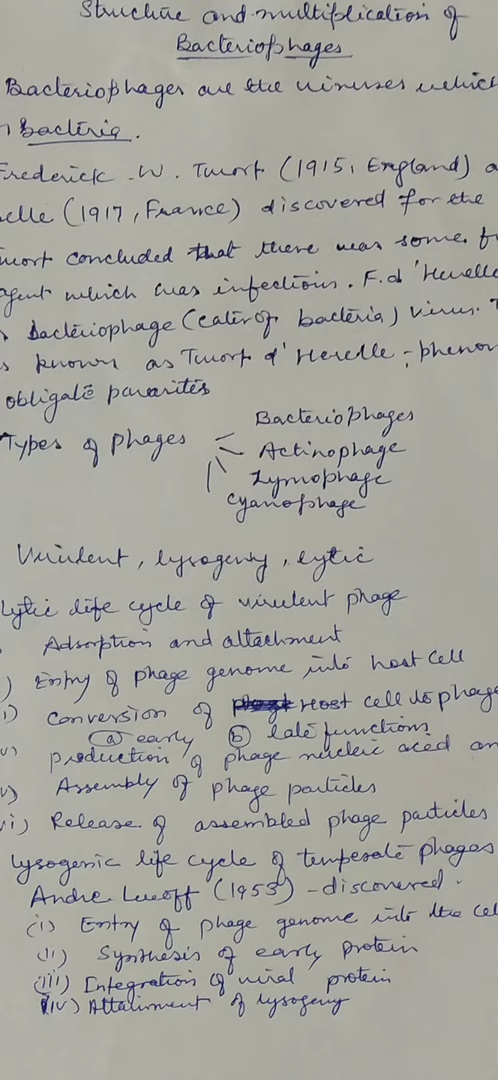 Structure and multiplication of
Bacteriophages
Bacteriophages are the viruses which
Bacteria.
Frederick W. Twort (1915, England) a
elle (1917, France) discovered for the
wort concluded that there was some f
agent which was infectious. F. d' Herelle
Bacteriophage (eater of bacteria) virus. T
s known as Twort d' Herelle - phenor
obligate parasites
Types of phages - Bacteriophages
Actinophage
Zymophage
Cyanophage
Virulent, lysogeny, lytic
Lytic life cycle of virulent phage
Adsorption and attachment
) Entry of phage genome into host cell
i) Conversion of Host cell to phage
(a) early (b) late functions
v) production of phage nucleic acid an
v) Assembly of phage particles
vi) Release of assembled phage particles
Lysogenic life cycle of temperate phages
Andre Lwoff (1953) - discovered.
(i) Entry of phage genome into the cel
(ii) Synthesis of early protein
(iii) Integration of viral protein
(iv) Attainment of lysogeny